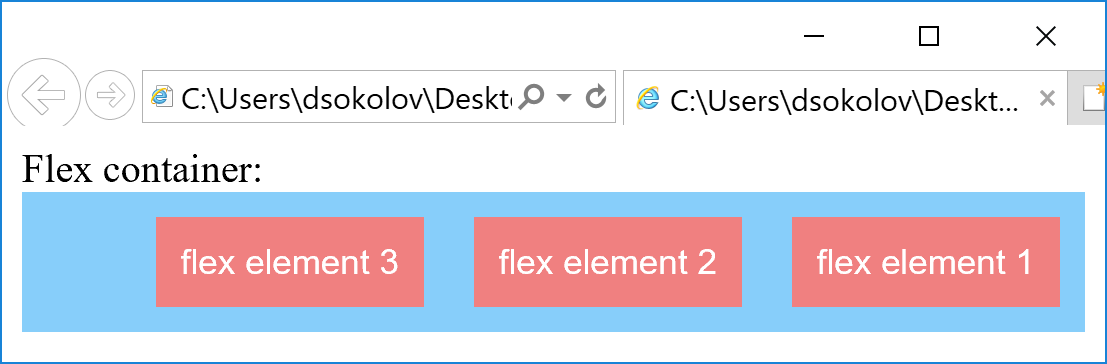 C:\Users\dsokolov\Deskt
C:\Users\dsokolov\Deskt...
Flex container:
flex element 3 flex element 2 flex element 1